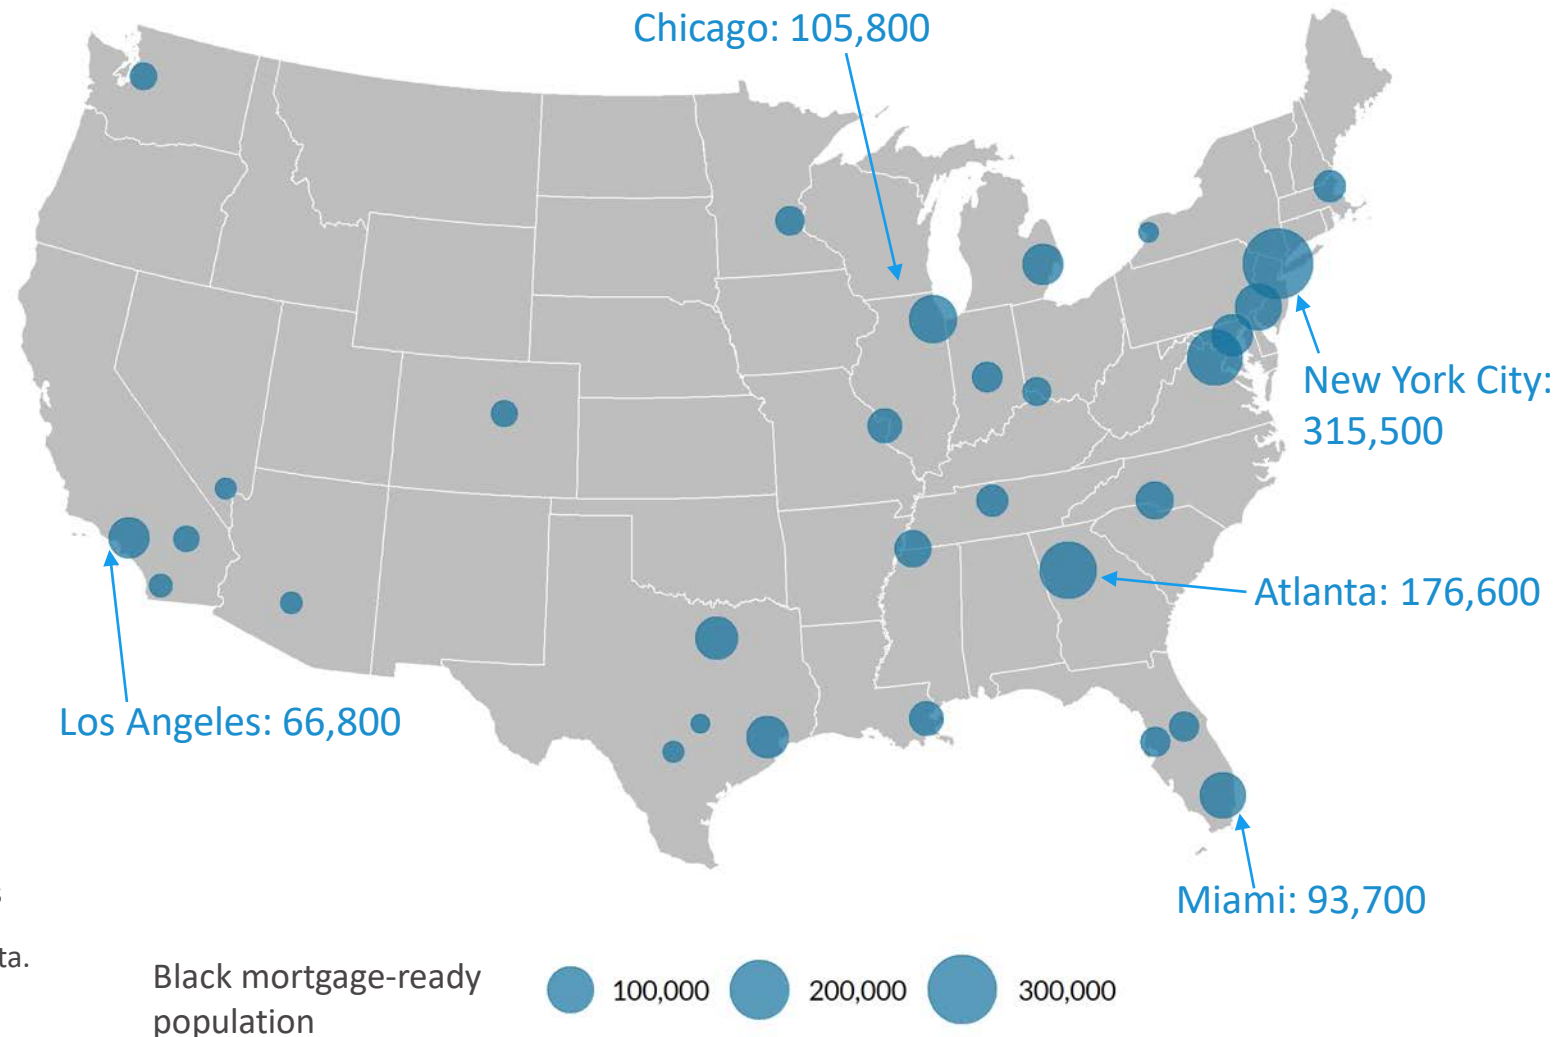 Chicago: 105,800
New York City:
315,500
Atlanta: 176,600
Los Angeles: 66,800
Miami: 93,700
ta.
Black mortgage-ready
population
100,000
200,000
300,000